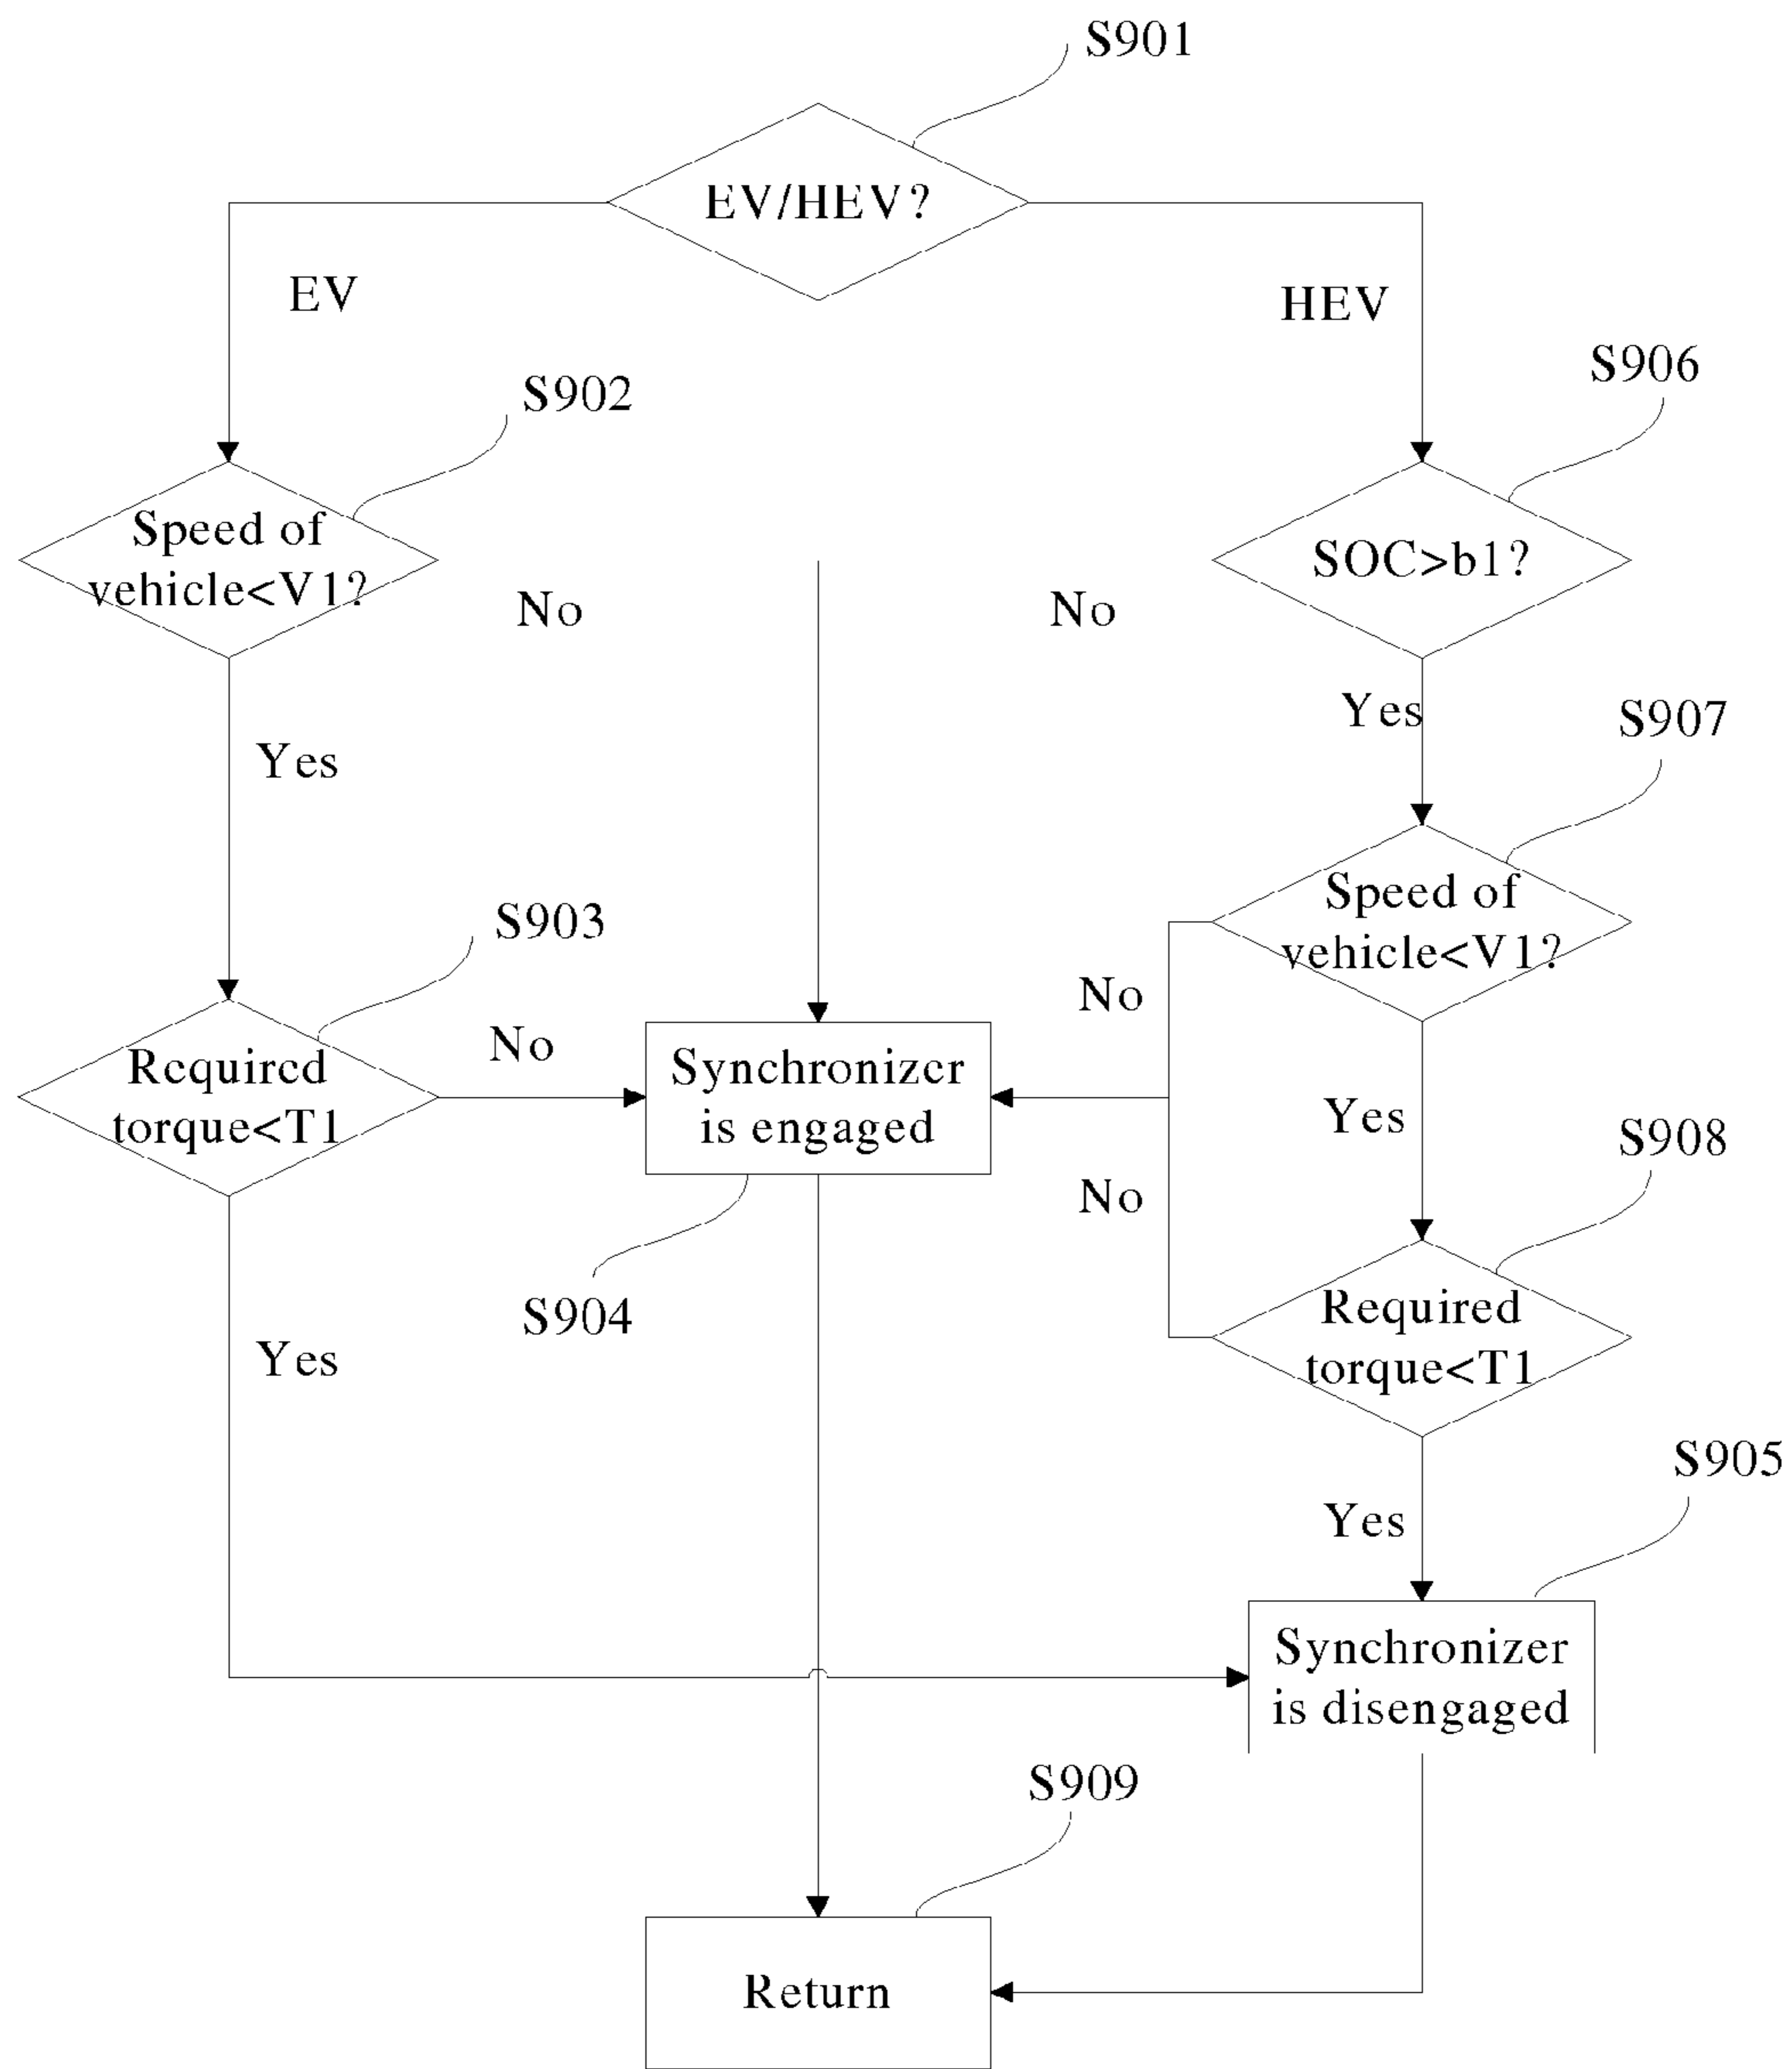 S901
EV/HEV?
EV
HEV
S906
S902
Speed of
vehicle<V1?
SOC>b1?
No
No
Yes
S907
Yes
Speed of
vehicle<V1?
S903
No
No
Required
torque<T1
Synchronizer
is engaged
Yes
S908
No
S904
Required
torque<T1
Yes
S905
Yes
Synchronizer
is disengaged
S909
Return